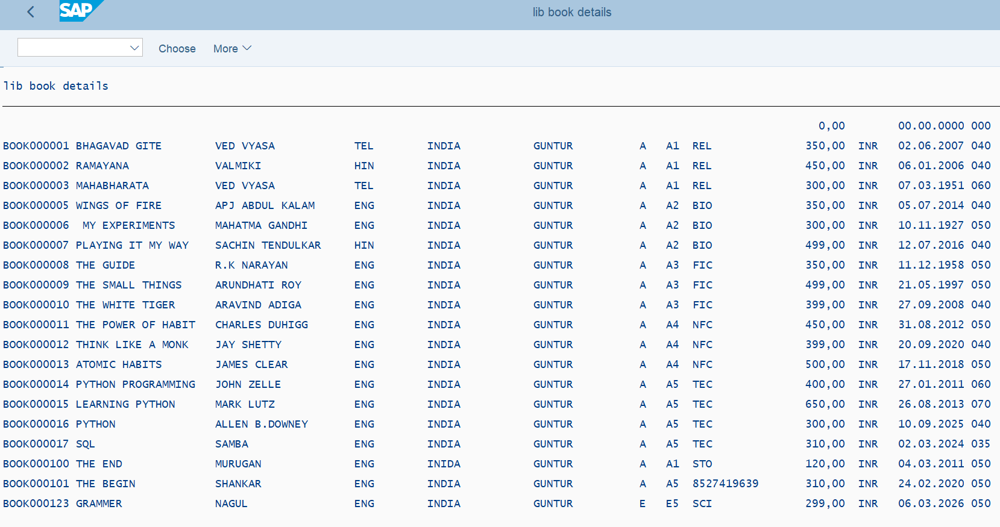 SAP
lib book details
Choose More
lib book details
0,00 00.00.0000 000
BOOK000001 BHAGAVAD GITE VED VYASA TEL INDIA GUNTUR A A1 REL 350,00 INR 02.06.2007 040
BOOK000002 RAMAYANA VALMIKI HIN INDIA GUNTUR A A1 REL 450,00 INR 06.01.2006 040
BOOK000003 MAHABHARATA VED VYASA TEL INDIA GUNTUR A A1 REL 300,00 INR 07.03.1951 060
BOOK000005 WINGS OF FIRE APJ ABDUL KALAM ENG INDIA GUNTUR A A2 BIO 350,00 INR 05.07.2014 040
BOOK000006 MY EXPERIMENTS MAHATMA GANDHI ENG INDIA GUNTUR A A2 BIO 300,00 INR 10.11.1927 050
BOOK000007 PLAYING IT MY WAY SACHIN TENDULKAR HIN INDIA GUNTUR A A2 BIO 499,00 INR 12.07.2016 040
BOOK000008 THE GUIDE R.K NARAYAN ENG INDIA GUNTUR A A3 FIC 350,00 INR 11.12.1958 050
BOOK000009 THE SMALL THINGS ARUNDHATI ROY ENG INDIA GUNTUR A A3 FIC 499,00 INR 21.05.1997 050
BOOK000010 THE WHITE TIGER ARAVIND ADIGA ENG INDIA GUNTUR A A3 FIC 399,00 INR 27.09.2008 040
BOOK000011 THE POWER OF HABIT CHARLES DUHIGG ENG INDIA GUNTUR A A4 NFC 450,00 INR 31.08.2012 050
BOOK000012 THINK LIKE A MONK JAY SHETTY ENG INDIA GUNTUR A A4 NFC 399,00 INR 20.09.2020 040
BOOK000013 ATOMIC HABITS JAMES CLEAR ENG INDIA GUNTUR A A4 NFC 500,00 INR 17.11.2018 050
BOOK000014 PYTHON PROGRAMMING JOHN ZELLE ENG INDIA GUNTUR A A5 TEC 400,00 INR 27.01.2011 060
BOOK000015 LEARNING PYTHON MARK LUTZ ENG INDIA GUNTUR A A5 TEC 650,00 INR 26.08.2013 070
BOOK000016 PYTHON ALLEN B.DOWNEY ENG INDIA GUNTUR A A5 TEC 300,00 INR 10.09.2025 040
BOOK000017 SQL SAMBA ENG INDIA GUNTUR A A5 TEC 310,00 INR 02.03.2024 035
BOOK000100 THE END MURUGAN ENG INIDA GUNTUR A A1 STO 120,00 INR 04.03.2011 050
BOOK000101 THE BEGIN SHANKAR ENG INDIA GUNTUR A A5 8527419639 310,00 INR 24.02.2020 050
BOOK000123 GRAMMER NAGUL ENG INDIA GUNTUR E E5 SCI 299,00 INR 06.03.2026 050